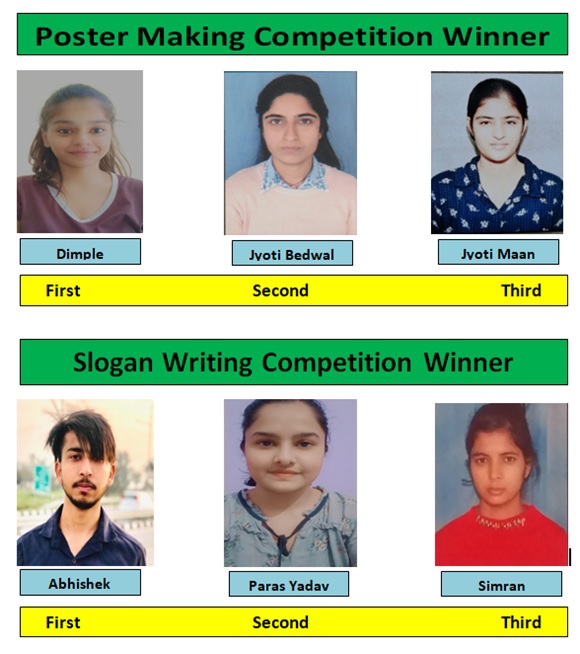 Poster Making Competition Winner
Dimple Jyoti Bedwal Jyoti Maan
First Second Third
Slogan Writing Competition Winner
Abhishek Paras Yadav Simran
First Second Third